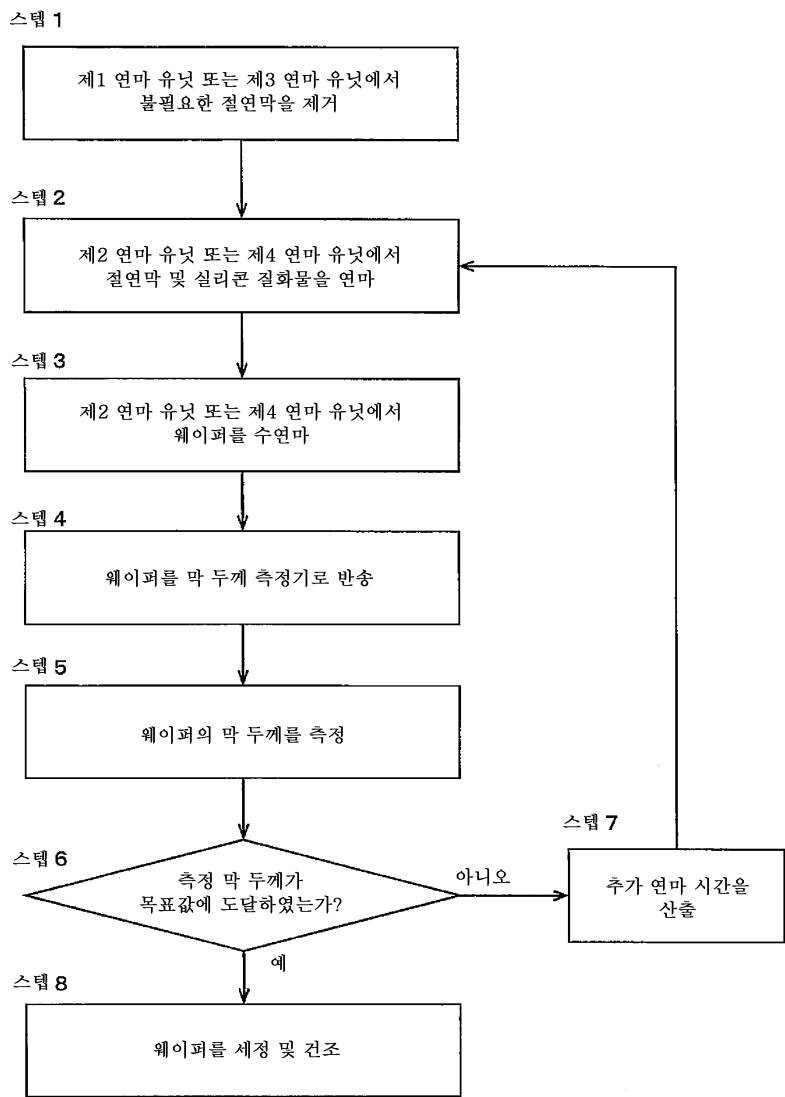 스텝 1
제1 연마 유닛 또는 제3 연마 유닛에서
불필요한 절연막을 제거
스텝 2
제2 연마 유닛 또는 제4 연마 유닛에서
절연막 및 실리콘 질화물을 연마
스텝 3
제2 연마 유닛 또는 제4 연마 유닛에서
웨이퍼를 수연마
스텝 4
웨이퍼를 막 두께 측정기로 반송
스텝 5
웨이퍼의 막 두께를 측정
스텝 6
측정 막 두께가
목표값에 도달하였는가?
아니오
스텝 7
추가 연마 시간을
산출
예
스텝 8
웨이퍼를 세정 및 건조